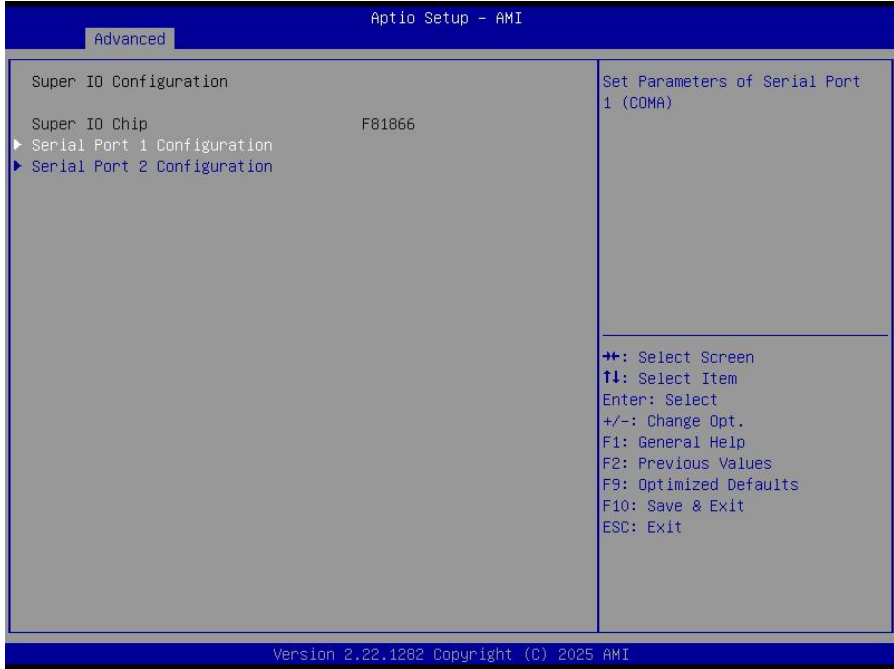 Aptio Setup - AMI
Advanced
Super IO Configuration
Super IO Chip F81866
▶ Serial Port 1 Configuration
▶ Serial Port 2 Configuration
Set Parameters of Serial Port
1 (COMA)
→←: Select Screen
↑↓: Select Item
Enter: Select
+/-: Change Opt.
F1: General Help
F2: Previous Values
F9: Optimized Defaults
F10: Save & Exit
ESC: Exit
Version 2.22.1282 Copyright (C) 2025 AMI